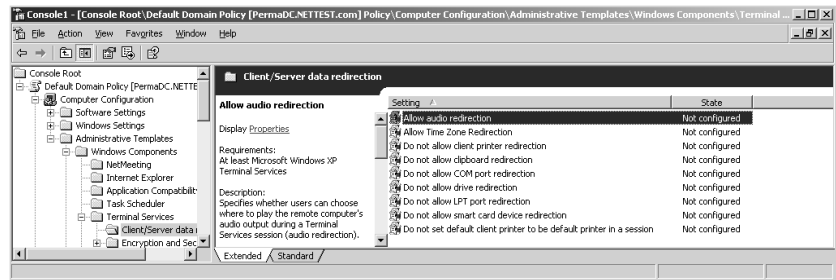 Console1 - [Console Root\Default Domain Policy [PermaDC.NETTEST.com] Policy\Computer Configuration\Administrative Templates\Windows Components\Terminal ...
File Action View Favorites Window Help
Console Root
Default Domain Policy [PermaDC.NETTE
Computer Configuration
Software Settings
Windows Settings
Administrative Templates
Windows Components
NetMeeting
Internet Explorer
Application Compatibilit
Task Scheduler
Terminal Services
Client/Server data r
Encryption and Sec
Client/Server data redirection
Allow audio redirection
Display Properties
Requirements:
At least Microsoft Windows XP
Terminal Services
Description:
Specifies whether users can choose
where to play the remote computer's
audio output during a Terminal
Services session (audio redirection).
Setting State
Allow audio redirection Not configured
Allow Time Zone Redirection Not configured
Do not allow client printer redirection Not configured
Do not allow clipboard redirection Not configured
Do not allow COM port redirection Not configured
Do not allow drive redirection Not configured
Do not allow LPT port redirection Not configured
Do not allow smart card device redirection Not configured
Do not set default client printer to be default printer in a session Not configured
Extended Standard